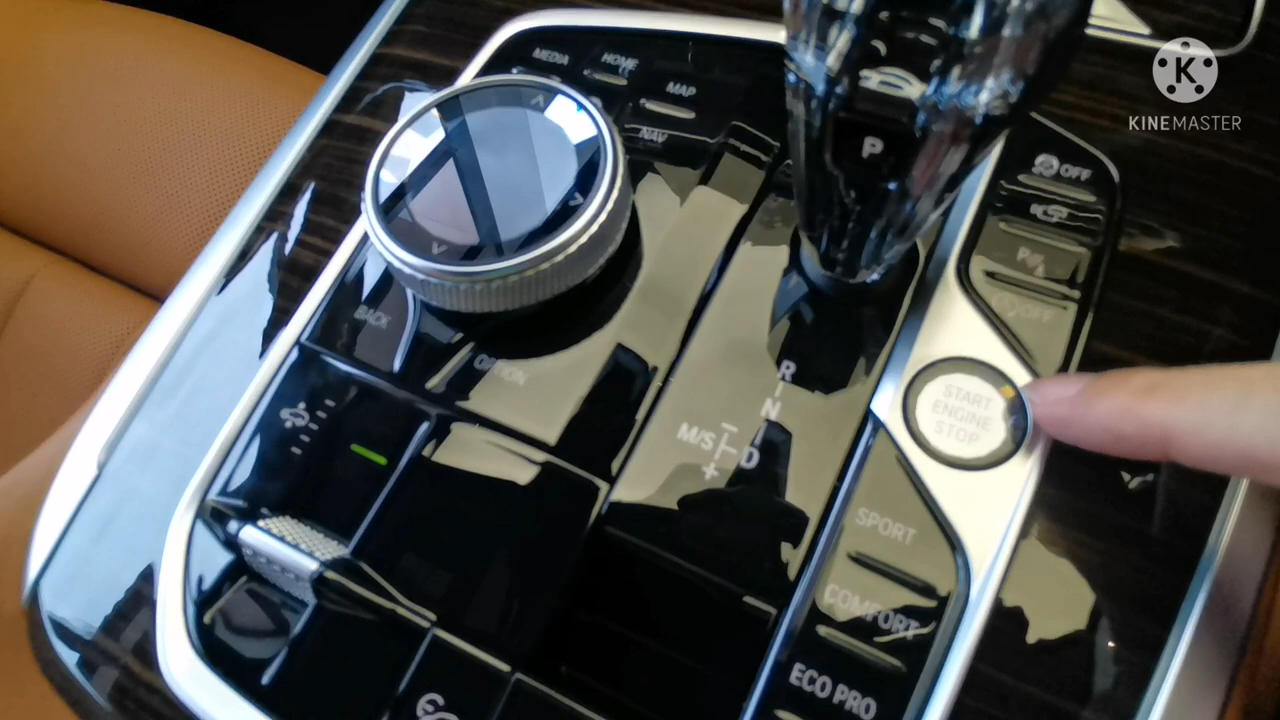 MEDIA
HOME
MAP
NAV
K
KINEMASTER
P
OFF
P
OFF
BACK
OPTION
R
N
M/S
D
+
START
ENGINE
STOP
SPORT
COMFORT
ECO PRO